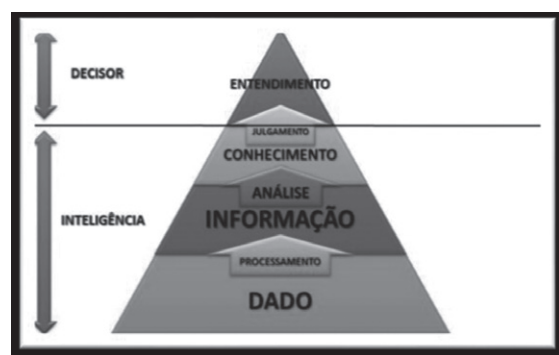 DECISOR
ENTENDIMENTO
JULGAMENTO
CONHECIMENTO
ANÁLISE
INTELIGÊNCIA
INFORMAÇÃO
PROCESSAMENTO
DADO